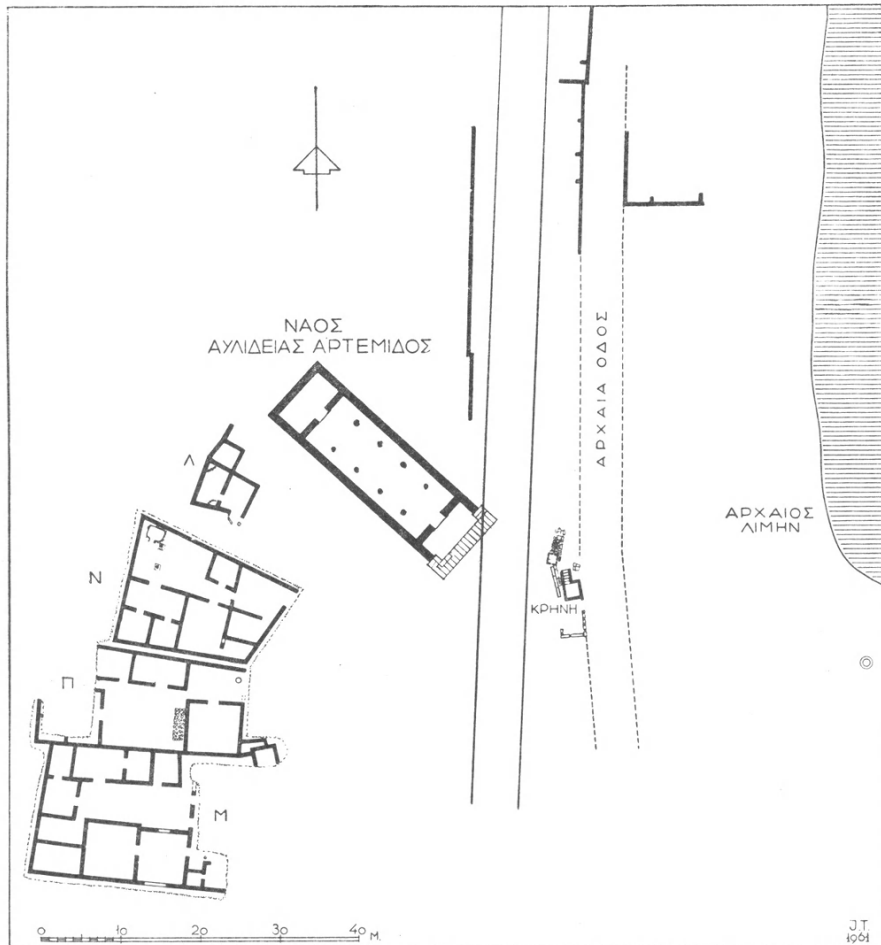 ΝΑΟΣ
ΑΥΛΙΔΕΙΑΣ ΑΡΤΕΜΙΔΟΣ
ΑΡΧΑΙΑ ΟΔΟΣ
ΑΡΧΑΙΟΣ
ΛΙΜΗΝ
Λ
Ν
ΚΡΗΝΗ
Π
Μ
0 10 20 30 40 Μ.
J.T.
1961